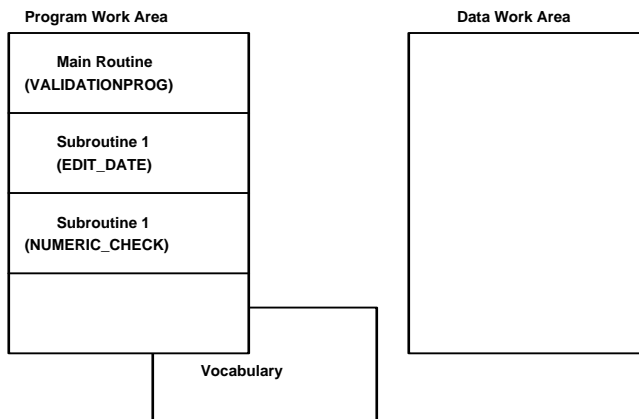 Program Work Area
Data Work Area
Main Routine
(VALIDATIONPROG)
Subroutine 1
(EDIT_DATE)
Subroutine 1
(NUMERIC_CHECK)
Vocabulary